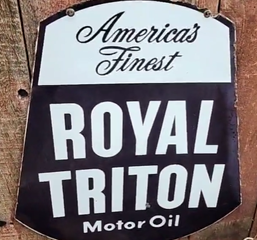 America's
Finest
ROYAL
TRITON
Motor Oil